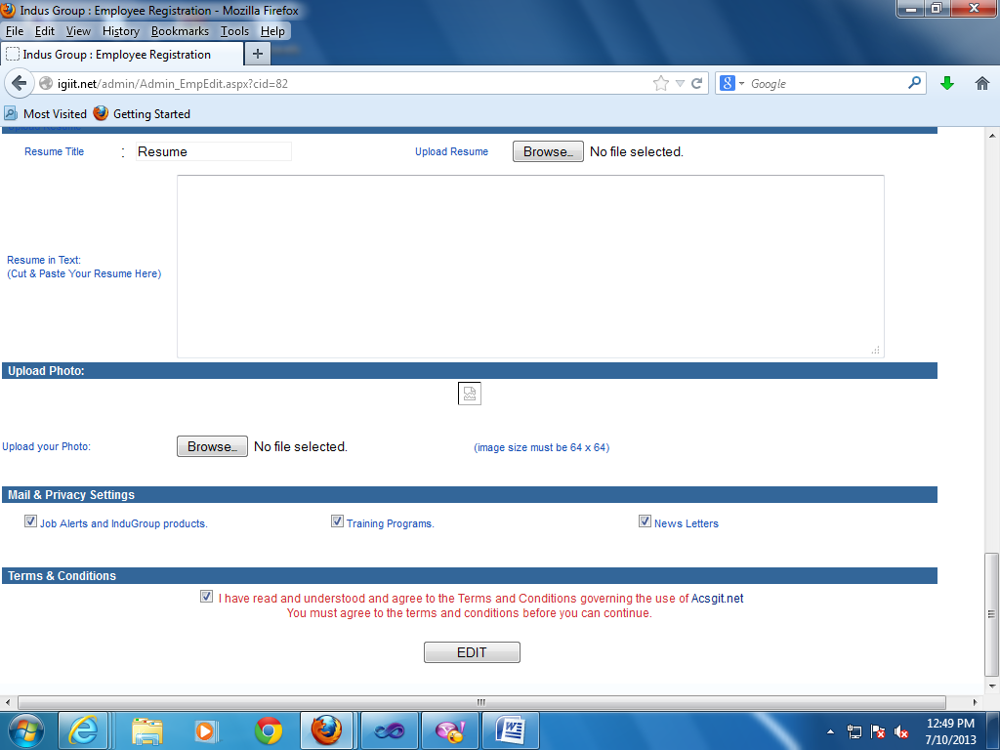 Indus Group : Employee Registration - Mozilla Firefox
File Edit View History Bookmarks Tools Help
Indus Group : Employee Registration
igiit.net/admin/Admin_EmpEdit.aspx?cid=82
Google
Most Visited Getting Started
Resume Title : Resume Upload Resume Browse... No file selected.
Resume in Text:
(Cut & Paste Your Resume Here)
Upload Photo:
Upload your Photo: Browse... No file selected. (image size must be 64 x 64)
Mail & Privacy Settings
Job Alerts and InduGroup products. Training Programs. News Letters
Terms & Conditions
I have read and understood and agree to the Terms and Conditions governing the use of Acsgit.net
You must agree to the terms and conditions before you can continue.
EDIT
12:49 PM
7/10/2013